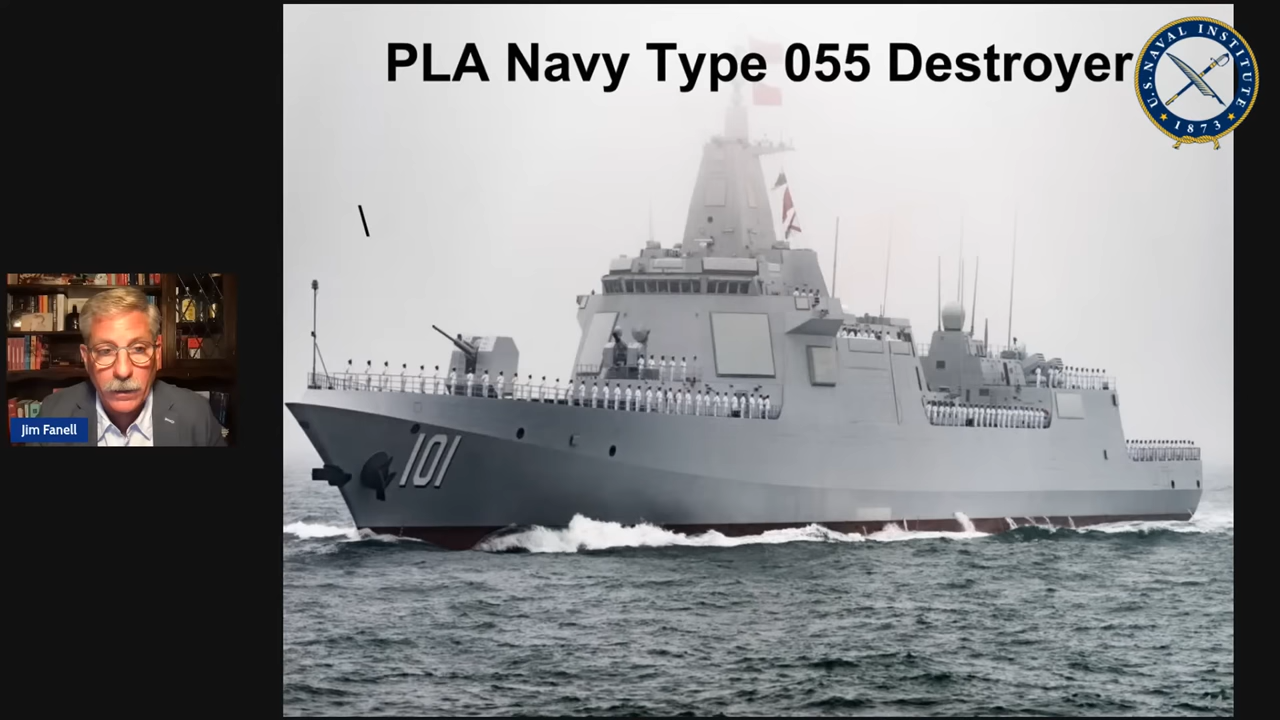 PLA Navy Type 055 Destroyer
U.S. NAVAL INSTITUTE
1873
\
Jim Fanell
101